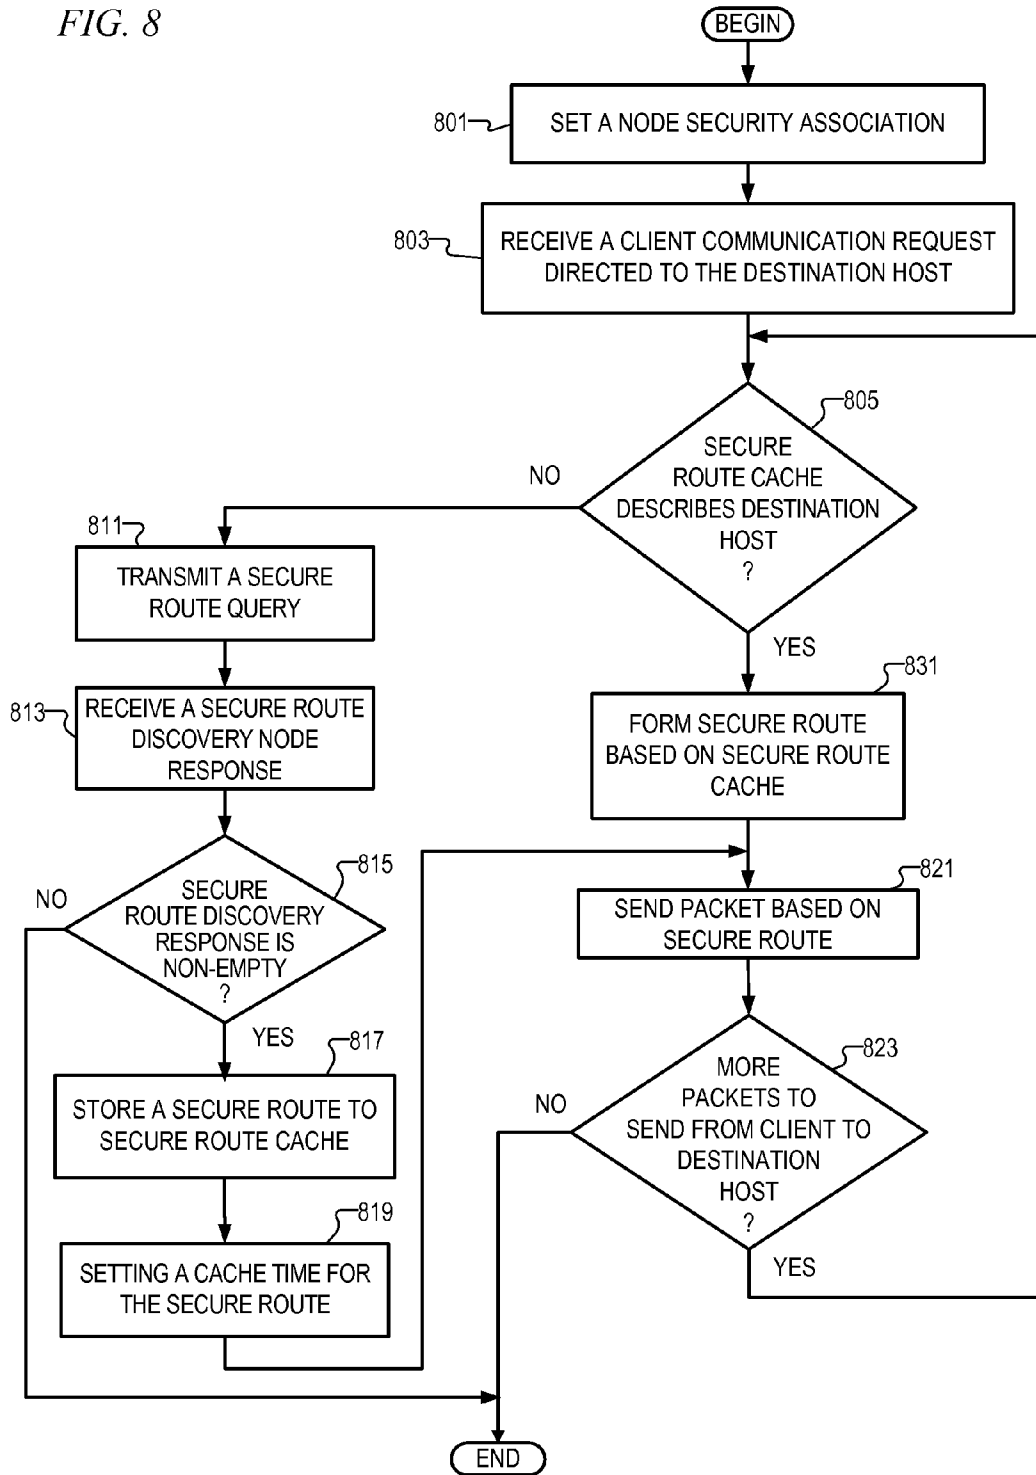 FIG. 8
BEGIN
801
SET A NODE SECURITY ASSOCIATION
803
RECEIVE A CLIENT COMMUNICATION REQUEST
DIRECTED TO THE DESTINATION HOST
805
SECURE
ROUTE CACHE
DESCRIBES DESTINATION
HOST
?
NO
YES
811
TRANSMIT A SECURE
ROUTE QUERY
813
RECEIVE A SECURE ROUTE
DISCOVERY NODE
RESPONSE
815
SECURE
ROUTE DISCOVERY
RESPONSE IS
NON-EMPTY
?
NO
YES
817
STORE A SECURE ROUTE TO
SECURE ROUTE CACHE
819
SETTING A CACHE TIME FOR
THE SECURE ROUTE
831
FORM SECURE ROUTE
BASED ON SECURE ROUTE
CACHE
821
SEND PACKET BASED ON
SECURE ROUTE
823
MORE
PACKETS TO
SEND FROM CLIENT TO
DESTINATION
HOST
?
NO
YES
END